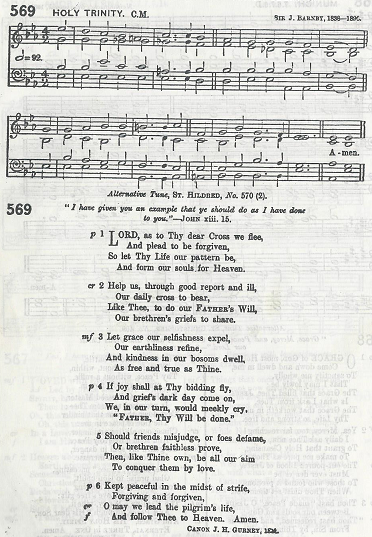 569 HOLY TRINITY. C.M.
SIR J. BARNBY, 1838–1896.
=92.
A-men.
Alternative Tune, ST. HILDRED, No. 570 (2).
569
"I have given you an example that ye should do as I have done
to you."—JOHN xiii. 15.
p 1 LORD, as to Thy dear Cross we flee,
And plead to be forgiven,
So let Thy Life our pattern be,
And form our souls for Heaven.
cr 2 Help us, through good report and ill,
Our daily cross to bear,
Like Thee, to do our FATHER'S Will,
Our brethren's griefs to share.
mf 3 Let grace our selfishness expel,
Our earthliness refine,
And kindness in our bosoms dwell,
As free and true as Thine.
p 4 If joy shall at Thy bidding fly,
And grief's dark day come on,
We, in our turn, would meekly cry,
"FATHER, Thy Will be done."
5 Should friends misjudge, or foes defame,
Or brethren faithless prove,
Then, like Thine own, be all our aim
To conquer them by love.
p 6 Kept peaceful in the midst of strife,
Forgiving and forgiven,
cr O may we lead the pilgrim's life,
f And follow Thee to Heaven. Amen.
CANON J. H. GURNEY, 1838.